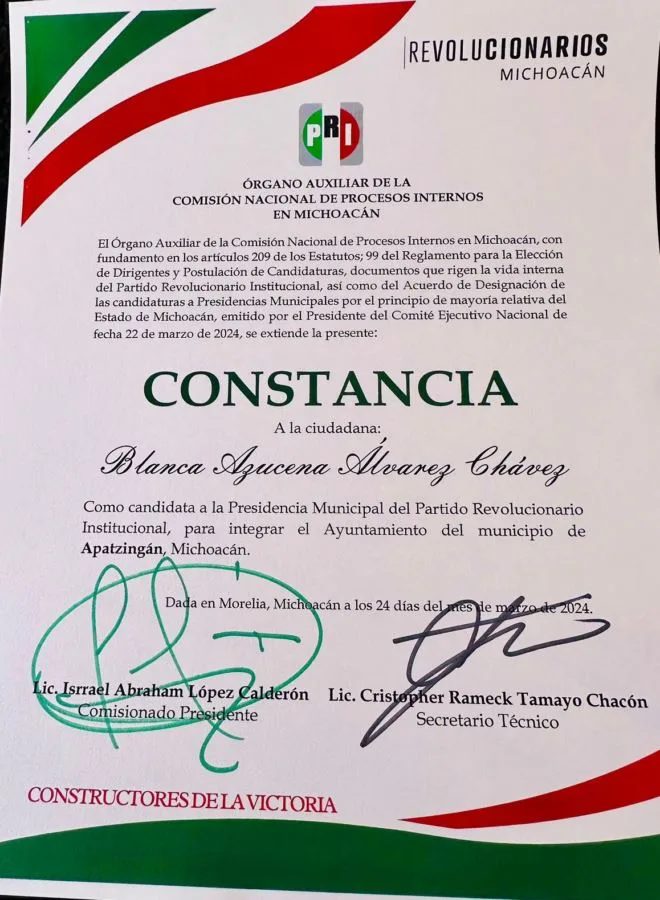 REVOLUCIONARIOS
MICHOACÁN
PRI
ÓRGANO AUXILIAR DE LA
COMISIÓN NACIONAL DE PROCESOS INTERNOS
EN MICHOACÁN
El Órgano Auxiliar de la Comisión Nacional de Procesos Internos en Michoacán, con
fundamento en los artículos 209 de los Estatutos; 99 del Reglamento para la Elección
de Dirigentes y Postulación de Candidaturas, documentos que rigen la vida interna
del Partido Revolucionario Institucional, así como del Acuerdo de Designación de
las candidaturas a Presidencias Municipales por el principio de mayoría relativa del
Estado de Michoacán, emitido por el Presidente del Comité Ejecutivo Nacional de
fecha 22 de marzo de 2024, se extiende la presente:
CONSTANCIA
A la ciudadana:
Blanca Azucena Álvarez Chávez
Como candidata a la Presidencia Municipal del Partido Revolucionario
Institucional, para integrar el Ayuntamiento del municipio de
Apatzingán, Michoacán.
Dada en Morelia, Michoacán a los 24 días del mes de marzo de 2024.
Lic. Isrrael Abraham López Calderón
Comisionado Presidente
Lic. Cristopher Rameck Tamayo Chacón
Secretario Técnico
CONSTRUCTORES DE LA VICTORIA